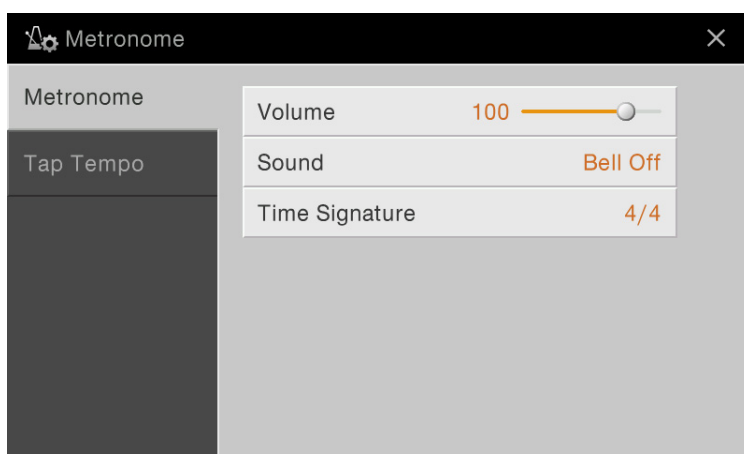 Metronome
Metronome
Tap Tempo
Volume 100
Sound Bell Off
Time Signature 4/4